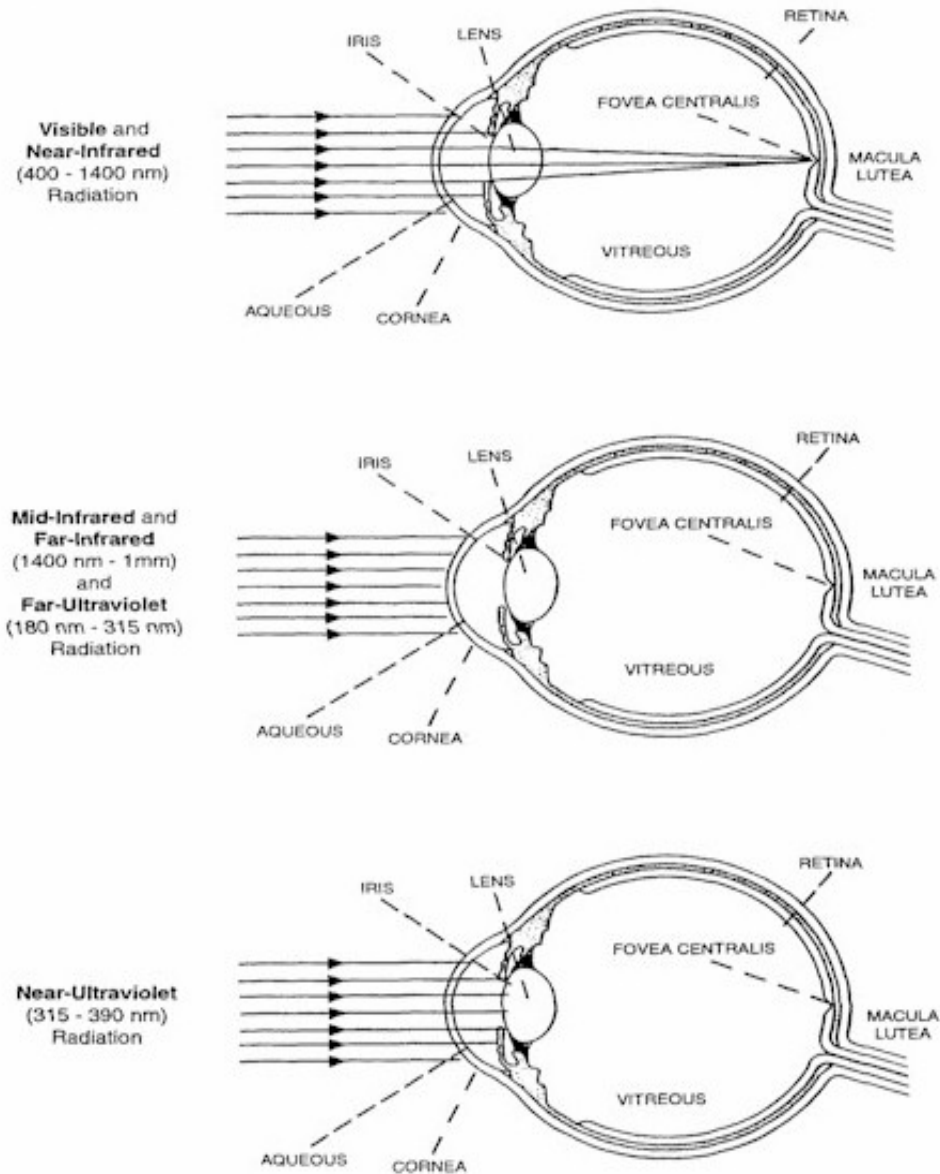 RETINA
LENS
IRIS
FOVEA CENTRALIS
Visible and
Near-Infrared
(400 - 1400 nm)
Radiation
MACULA
LUTEA
VITREOUS
AQUEOUS
CORNEA
RETINA
LENS
IRIS
FOVEA CENTRALIS
Mid-Infrared and
Far-Infrared
(1400 nm - 1mm)
and
Far-Ultraviolet
(180 nm - 315 nm)
Radiation
MACULA
LUTEA
VITREOUS
AQUEOUS
CORNEA
RETINA
LENS
IRIS
FOVEA CENTRALIS
Near-Ultraviolet
(315 - 390 nm)
Radiation
MACULA
LUTEA
VITREOUS
AQUEOUS
CORNEA